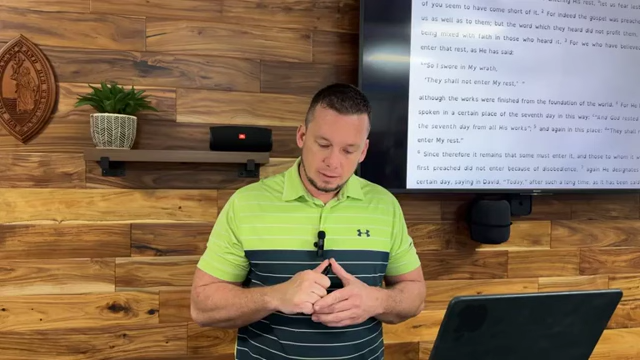 of you seem to have come short of it. 2 For indeed the gospel was preached
us as well as to them; but the word which they heard did not profit them,
being mixed with faith in those who heard it. 3 For we who have believed
enter that rest, as He has said:
"So I swore in My wrath,
'They shall not enter My rest,' "
although the works were finished from the foundation of the world. 4 For He
spoken in a certain place of the seventh day in this way: "And God rested
the seventh day from all His works"; 5 and again in this place: "They shall
enter My rest."
6 Since therefore it remains that some must enter it, and those to whom it
first preached did not enter because of disobedience, 7 again He designates
certain day, saying in David, "Today," after such a long time, as it has been
JBL